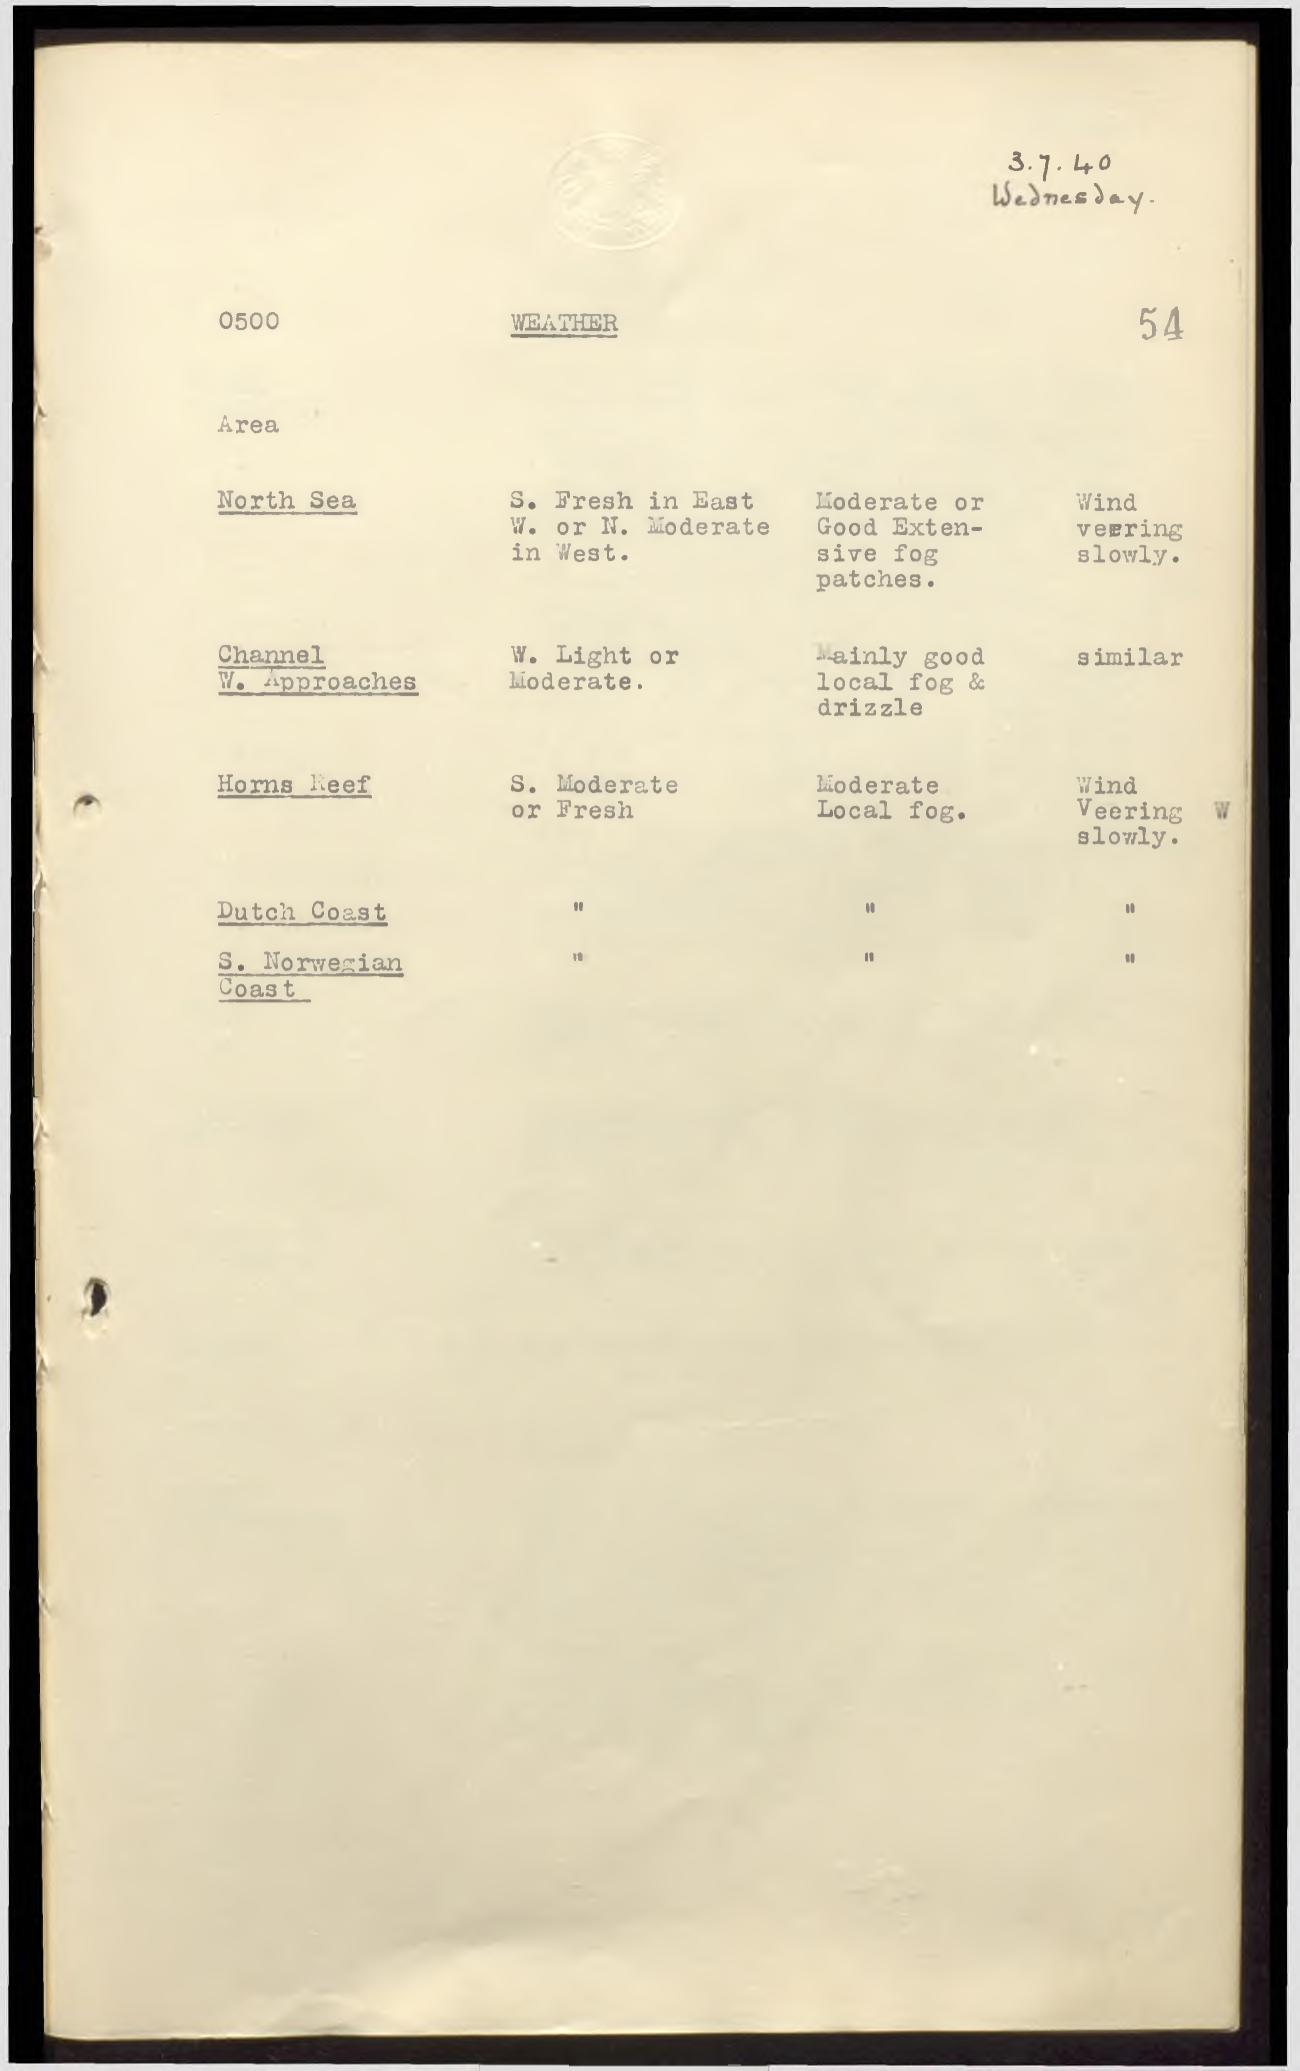 3.7.40
Wednesday.
0500 WEATHER 54
Area
North Sea S. Fresh in East Moderate or Wind
W. or N. Moderate Good Exten- veering
in West. sive fog slowly.
patches.
Channel W. Light or Mainly good similar
W. Approaches Moderate. local fog &
drizzle
Horns Reef S. Moderate Moderate Wind
or Fresh Local fog. Veering W
slowly.
Dutch Coast " " "
S. Norwegian " " "
Coast